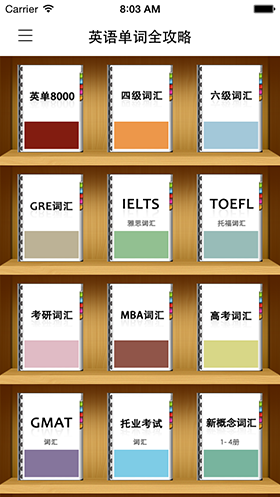 Carrier 8:03 AM
英语单词全攻略
英单8000
四级词汇
六级词汇
GRE词汇
IELTS
雅思词汇
TOEFL
托福词汇
考研词汇
MBA词汇
高考词汇
GMAT
词汇
托业考试
词汇
新概念词汇
1- 4册